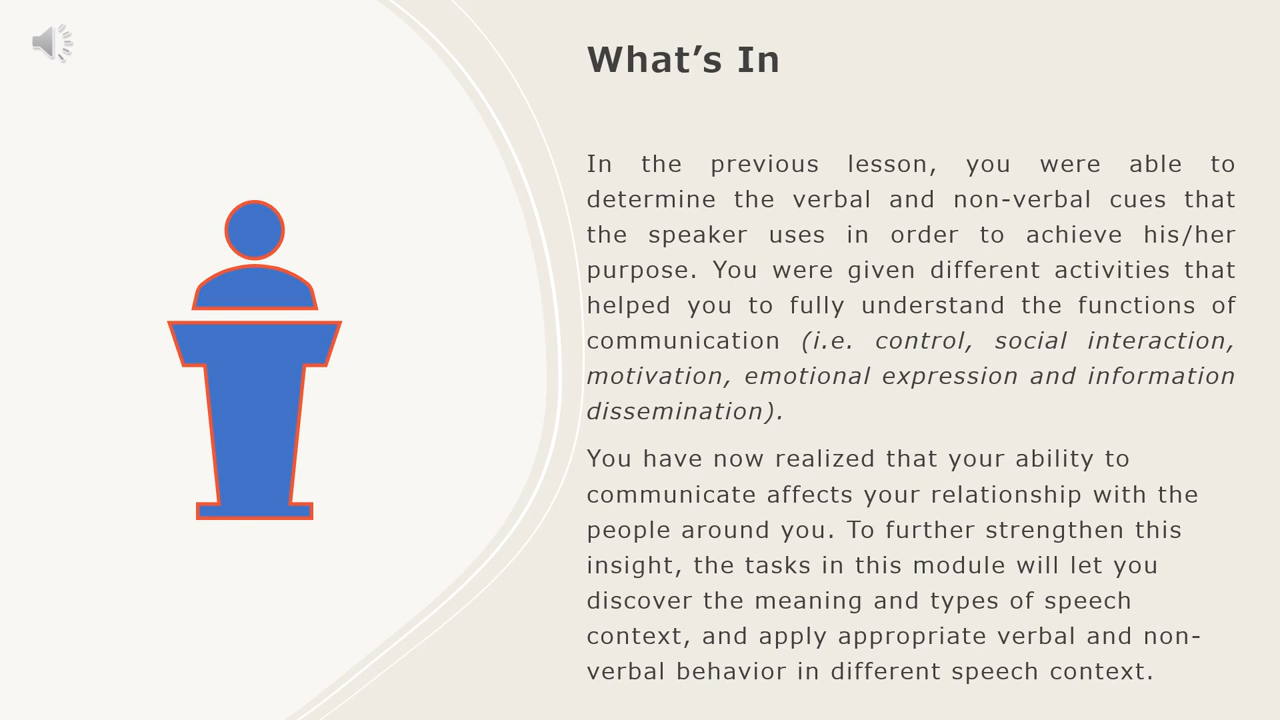 What’s In
In the previous lesson, you were able to
determine the verbal and non-verbal cues that
the speaker uses in order to achieve his/her
purpose. You were given different activities that
helped you to fully understand the functions of
communication (i.e. control, social interaction,
motivation, emotional expression and information
dissemination).
You have now realized that your ability to
communicate affects your relationship with the
people around you. To further strengthen this
insight, the tasks in this module will let you
discover the meaning and types of speech
context, and apply appropriate verbal and non-
verbal behavior in different speech context.